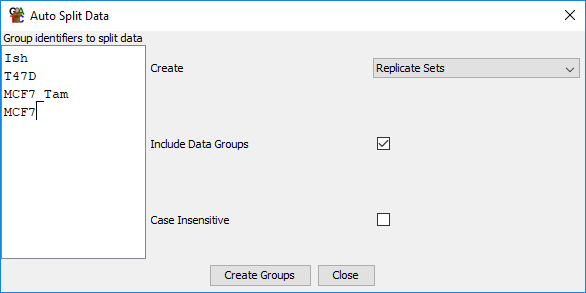 Auto Split Data
Group identifiers to split data
Ish
T47D
MCF7_Tam
MCF7
Create
Replicate Sets
Include Data Groups
Case Insensitive
Create Groups
Close